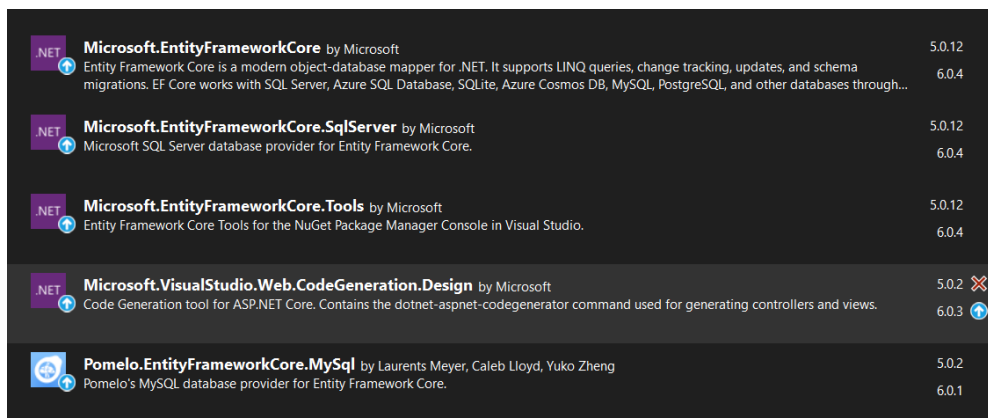 .NET
Microsoft.EntityFrameworkCore by Microsoft
5.0.12
Entity Framework Core is a modern object-database mapper for .NET. It supports LINQ queries, change tracking, updates, and schema
6.0.4
migrations. EF Core works with SQL Server, Azure SQL Database, SQLite, Azure Cosmos DB, MySQL, PostgreSQL, and other databases through...
.NET
Microsoft.EntityFrameworkCore.SqlServer by Microsoft
5.0.12
Microsoft SQL Server database provider for Entity Framework Core.
6.0.4
.NET
Microsoft.EntityFrameworkCore.Tools by Microsoft
5.0.12
Entity Framework Core Tools for the NuGet Package Manager Console in Visual Studio.
6.0.4
.NET
Microsoft.VisualStudio.Web.CodeGeneration.Design by Microsoft
5.0.2
Code Generation tool for ASP.NET Core. Contains the dotnet-aspnet-codegenerator command used for generating controllers and views.
6.0.3
Pomelo.EntityFrameworkCore.MySql by Laurents Meyer, Caleb Lloyd, Yuko Zheng
5.0.2
Pomelo's MySQL database provider for Entity Framework Core.
6.0.1